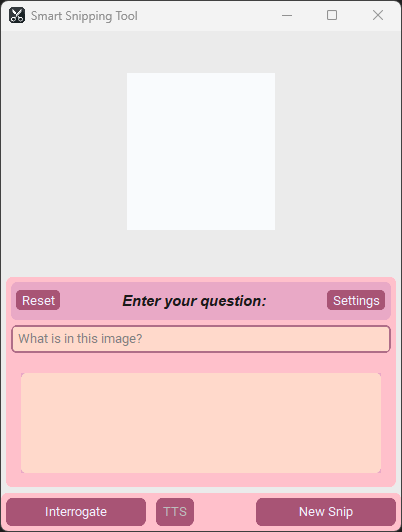 Smart Snipping Tool
Reset
Enter your question:
Settings
What is in this image?
Interrogate
TTS
New Snip